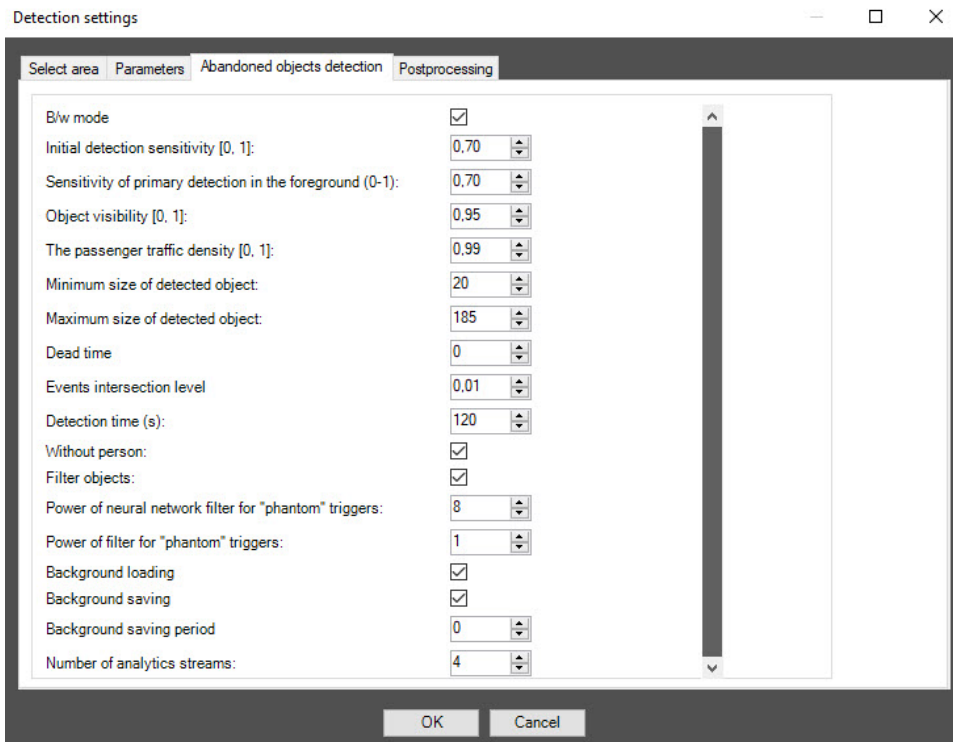 Detection settings
Select area Parameters Abandoned objects detection Postprocessing
B/w mode
Initial detection sensitivity [0, 1]: 0,70
Sensitivity of primary detection in the foreground (0-1): 0,70
Object visibility [0, 1]: 0,95
The passenger traffic density [0, 1]: 0,99
Minimum size of detected object: 20
Maximum size of detected object: 185
Dead time 0
Events intersection level 0,01
Detection time (s): 120
Without person:
Filter objects:
Power of neural network filter for "phantom" triggers: 8
Power of filter for "phantom" triggers: 1
Background loading
Background saving
Background saving period 0
Number of analytics streams: 4
OK Cancel